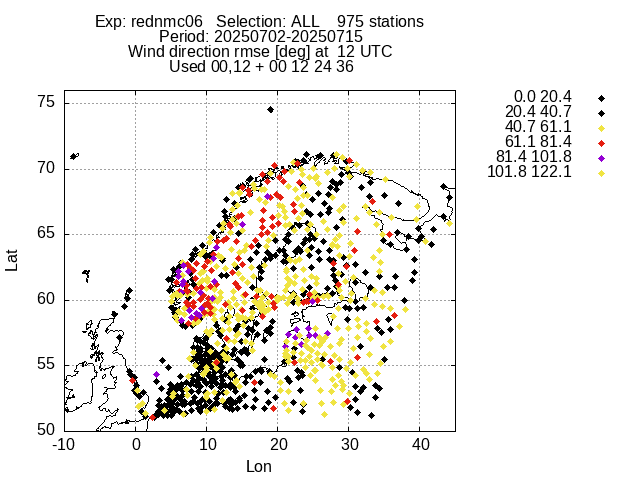 Exp: rednmc06   Selection: ALL    975 stations
Period: 20250702-20250715
Wind direction rmse [deg] at  12 UTC
Used 00,12 + 00 12 24 36
0.0 20.4
20.4 40.7
40.7 61.1
61.1 81.4
81.4 101.8
101.8 122.1
75
70
65
60
55
50
Lat
-10 0 10 20 30 40
Lon